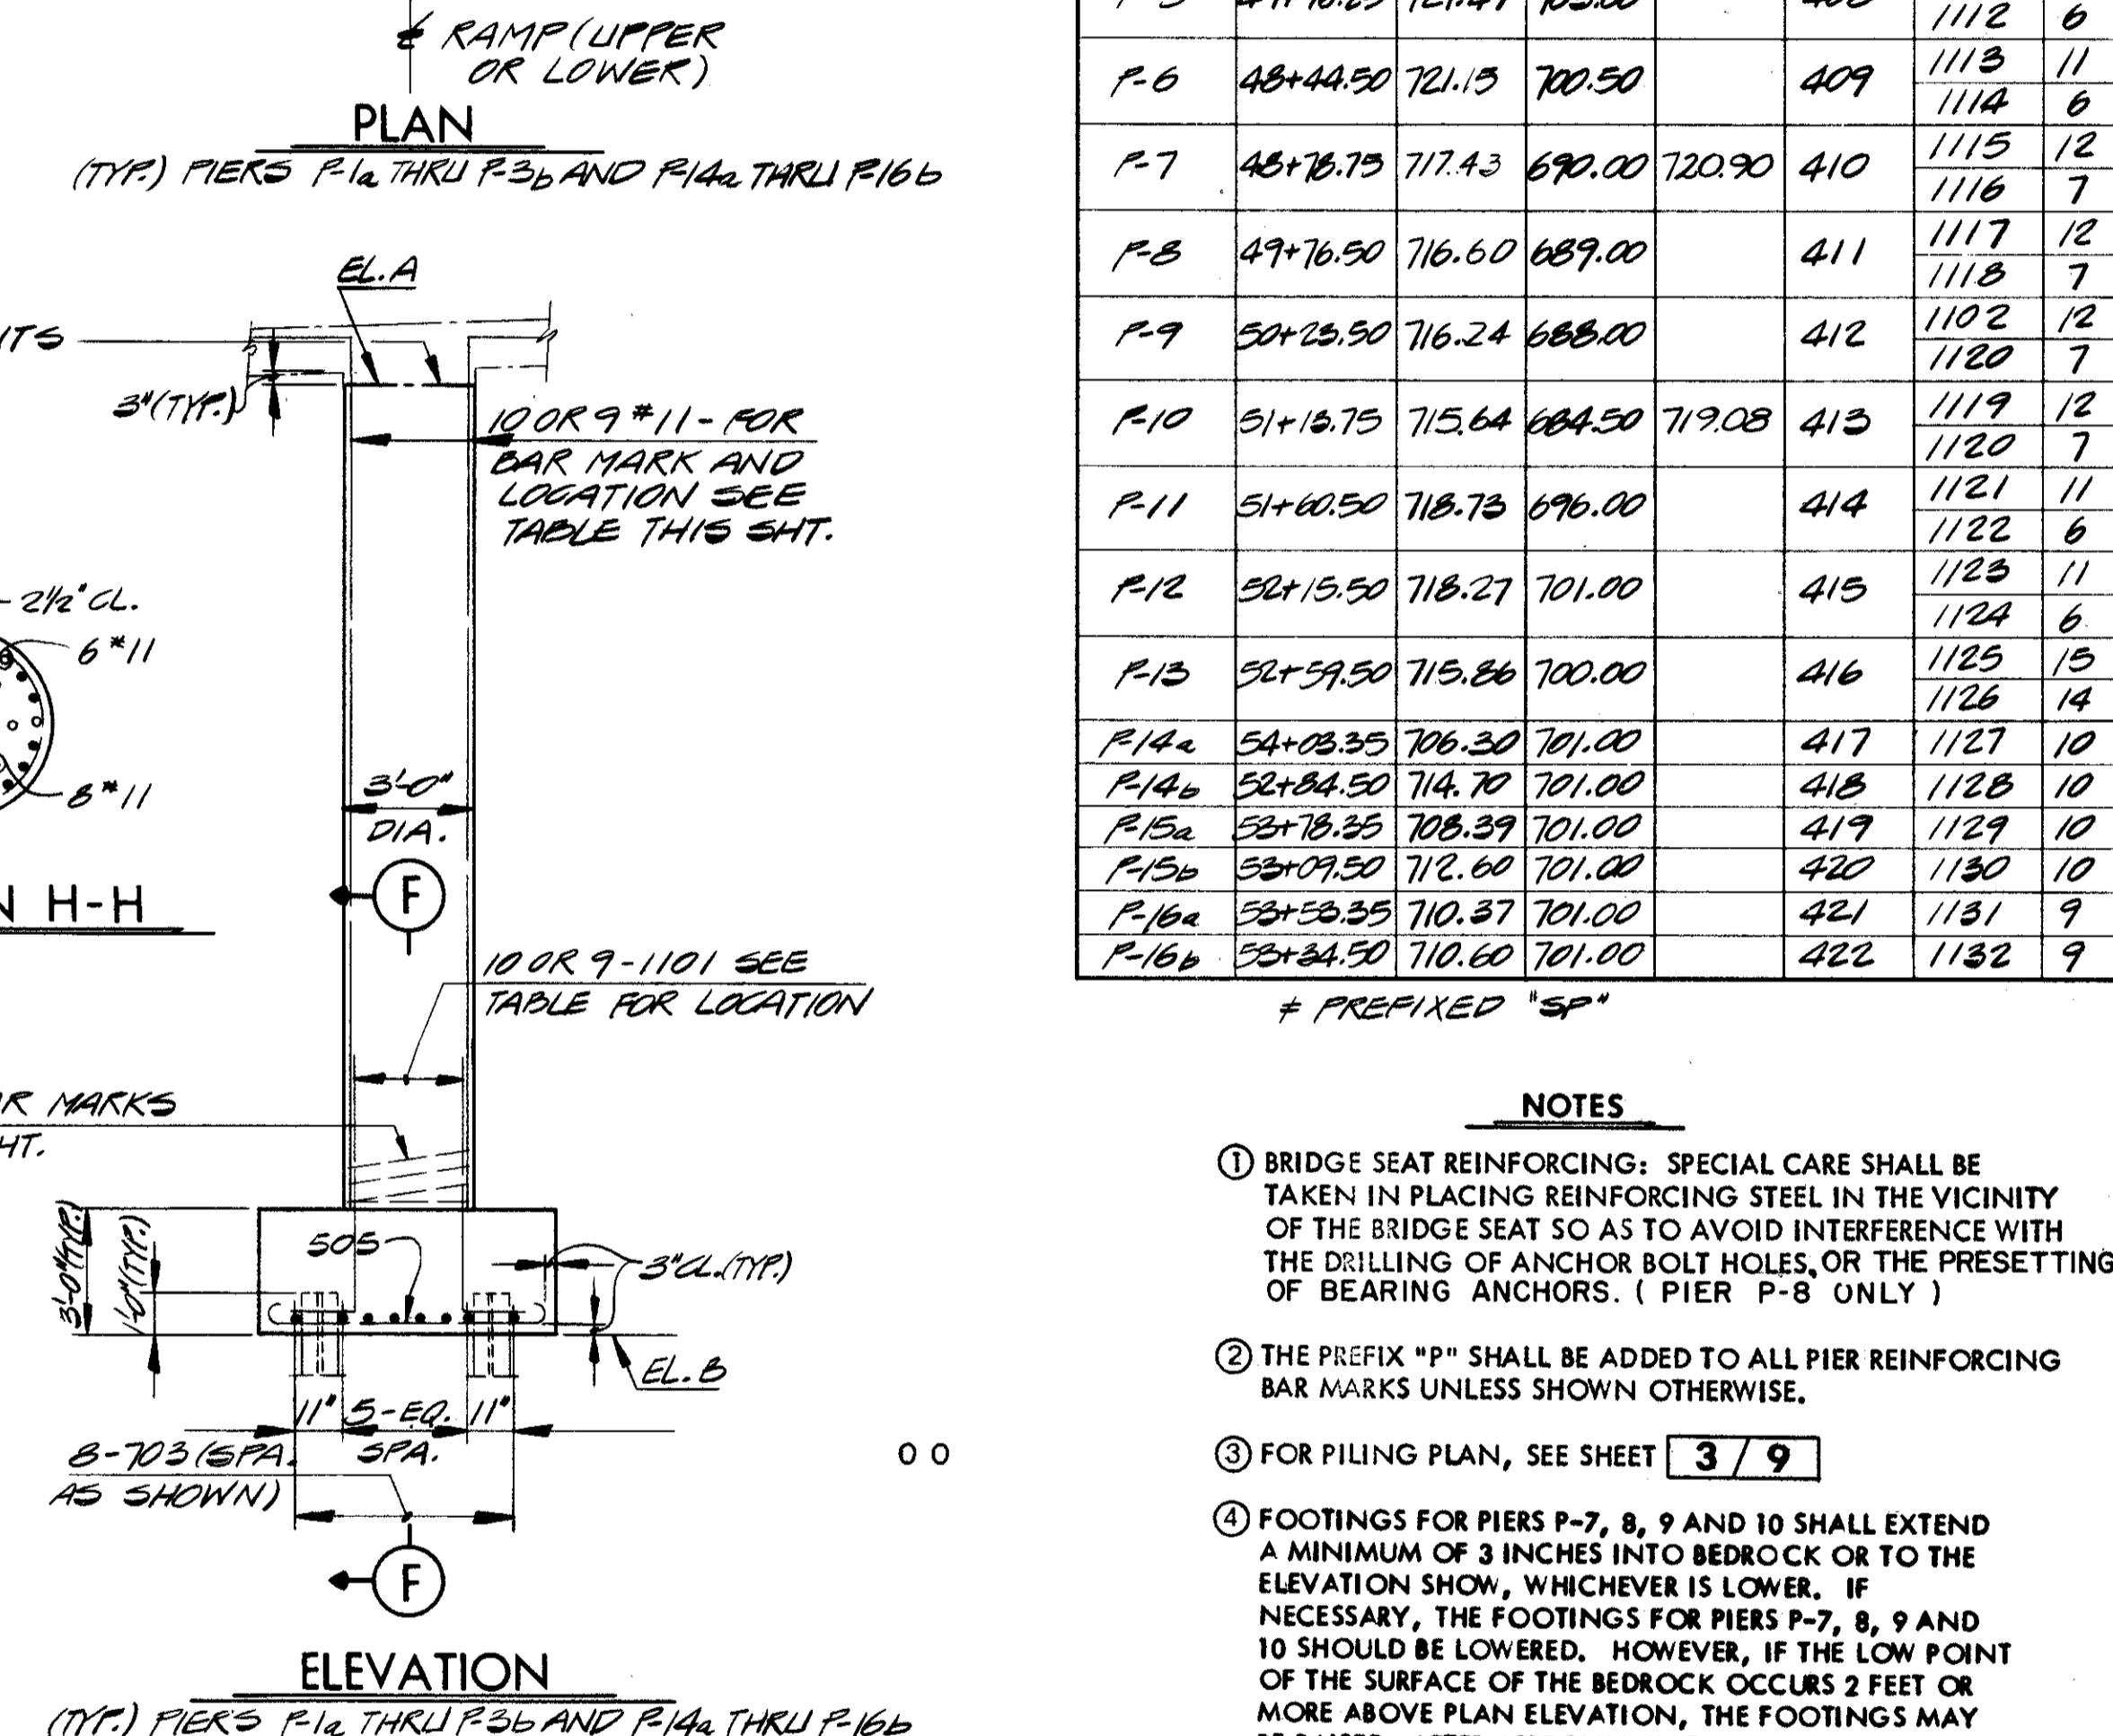 ℄ RAMP (UPPER
OR LOWER)
PLAN
(TYP.) PIERS P-1a THRU P-3b AND P-14a THRU P-16b
EL. A
3" (TYP.)
10 OR 9 #11 - FOR
BAR MARK AND
LOCATION SEE
TABLE THIS SHT.
2½" CL.
6 #11
8 #11
3'-0"
DIA.
F
H-H
10 OR 9-1101 SEE
TABLE FOR LOCATION
MARKS
3'-0" (TYP.)
1'-0" (TYP.)
505
3" CL. (TYP.)
EL. B
11" 5-EQ. 11"
SPA.
8-703 (SPA.
AS SHOWN)
0 0
F
ELEVATION
(TYP.) PIERS P-1a THRU P-3b AND P-14a THRU P-16b
1112 6
P-6 48+44.50 721.15 700.50 409 1113 11
1114 6
P-7 48+78.75 717.43 690.00 720.90 410 1115 12
1116 7
P-8 49+76.50 716.60 689.00 411 1117 12
1118 7
P-9 50+23.50 716.24 688.00 412 1102 12
1120 7
P-10 51+13.75 715.64 684.50 719.08 413 1119 12
1120 7
P-11 51+60.50 718.73 696.00 414 1121 11
1122 6
P-12 52+15.50 718.27 701.00 415 1123 11
1124 6
P-13 52+59.50 715.86 700.00 416 1125 15
1126 14
P-14a 54+03.35 706.30 701.00 417 1127 10
P-14b 52+84.50 714.70 701.00 418 1128 10
P-15a 53+78.35 708.39 701.00 419 1129 10
P-15b 53+09.50 712.60 701.00 420 1130 10
P-16a 53+53.35 710.37 701.00 421 1131 9
P-16b 53+34.50 710.60 701.00 422 1132 9
≠ PREFIXED "SP"
NOTES
① BRIDGE SEAT REINFORCING: SPECIAL CARE SHALL BE
TAKEN IN PLACING REINFORCING STEEL IN THE VICINITY
OF THE BRIDGE SEAT SO AS TO AVOID INTERFERENCE WITH
THE DRILLING OF ANCHOR BOLT HOLES, OR THE PRESETTING
OF BEARING ANCHORS. ( PIER P-8 ONLY )
② THE PREFIX "P" SHALL BE ADDED TO ALL PIER REINFORCING
BAR MARKS UNLESS SHOWN OTHERWISE.
③ FOR PILING PLAN, SEE SHEET 3 / 9
④ FOOTINGS FOR PIERS P-7, 8, 9 AND 10 SHALL EXTEND
A MINIMUM OF 3 INCHES INTO BEDROCK OR TO THE
ELEVATION SHOW, WHICHEVER IS LOWER. IF
NECESSARY, THE FOOTINGS FOR PIERS P-7, 8, 9 AND
10 SHOULD BE LOWERED. HOWEVER, IF THE LOW POINT
OF THE SURFACE OF THE BEDROCK OCCURS 2 FEET OR
MORE ABOVE PLAN ELEVATION, THE FOOTINGS MAY